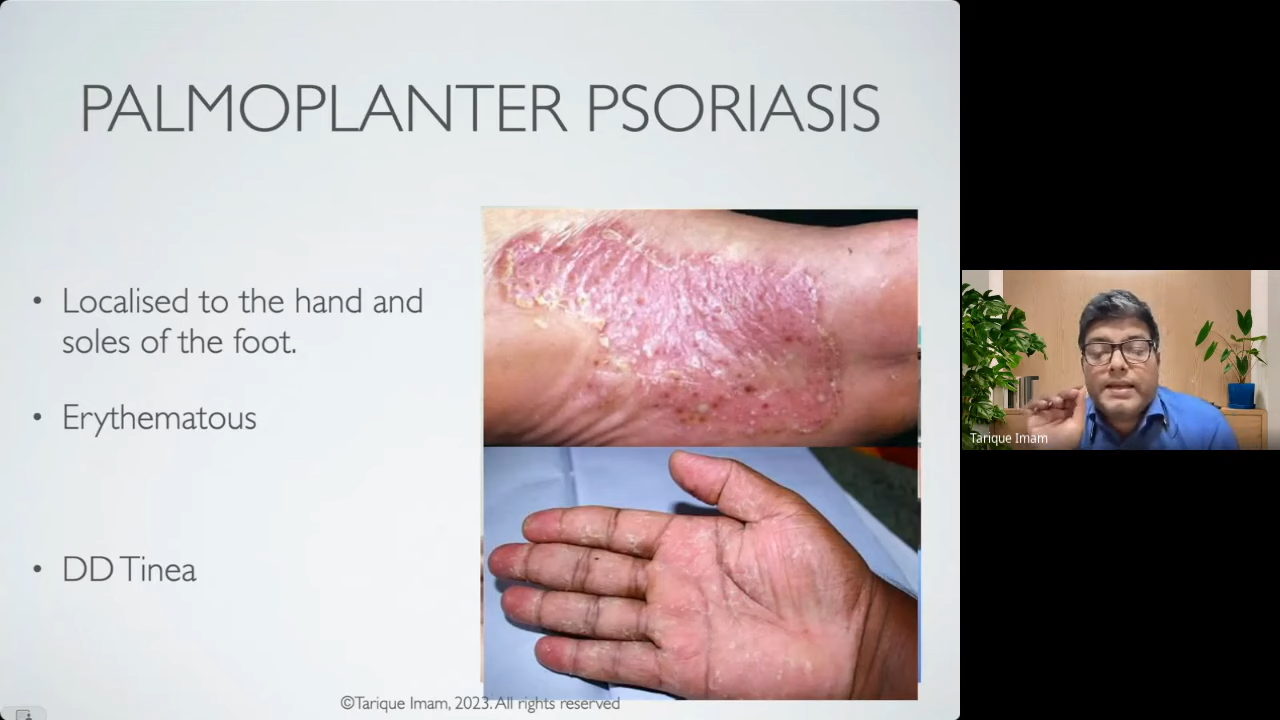 PALMOPLANTER PSORIASIS
• Localised to the hand and
soles of the foot.
• Erythematous
• DD Tinea
©Tarique Imam, 2023. All rights reserved
Tarique Imam